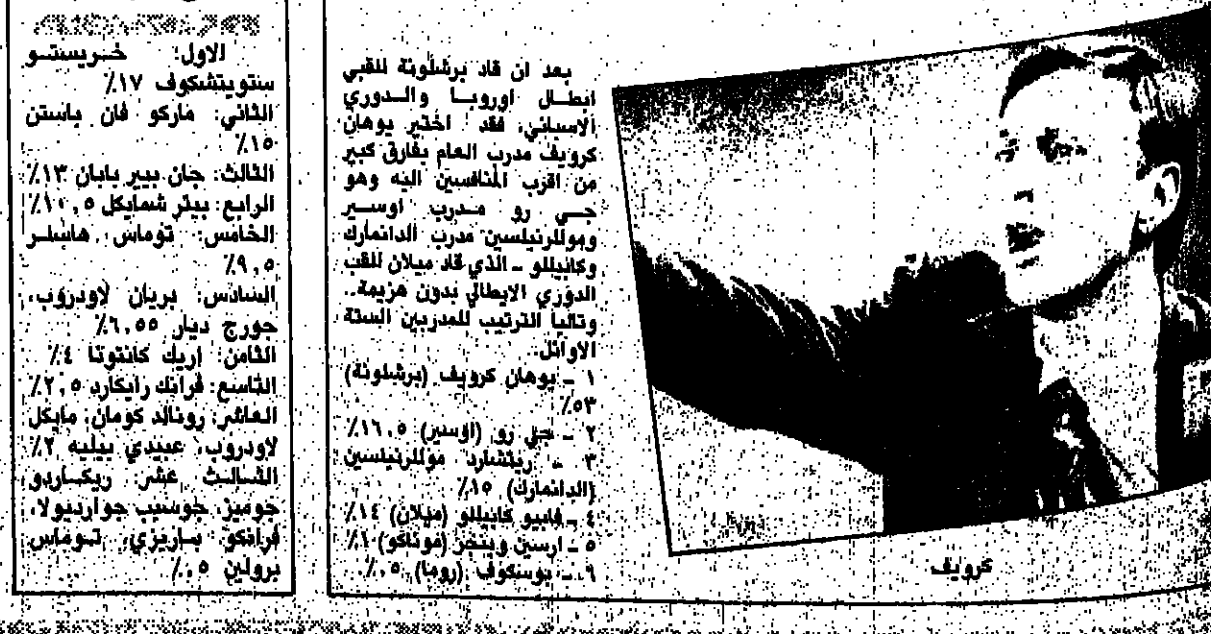 الاول: خريستو
ستويتشكوف ١٧٪
الثاني: ماركو فان باستن
١٥٪
الثالث: جان بيير بابان ١٣٪
الرابع: بيتر شمايكل ١٠,٥٪
الخامس: توماس هاسلر
٩,٥٪
السادس: بريان لاودروب،
جورج ديار ٦,٥٥٪
الثامن: اريك كانتونا ٤٪
التاسع: فرانك رايكارد ٢,٥٪
العاشر: رونالد كومان، مايكل
لاودروب، عبيدي بيليه ٢٪
الثالث عشر: ريكاردو
جوميز، جوسيب جوارديولا،
فرانكو باريزي، توماس
برولين ٠,٥٪
بعد ان قاد برشلونة للقبي
ابطال اوروبا والدوري
الاسباني، فقد اختير يوهان
كرويف مدرب العام بفارق كبير
من اقرب المنافسين اليه وهو
جي رو مدرب اوسير
وموللرنيلسين مدرب الدانمارك
وكابيللو ـ الذي قاد ميلان للقب
الدوري الايطالي بدون هزيمة..
وتاليا الترتيب للمدربين الستة
الاوائل.
١ ـ يوهان كرويف (برشلونة)
٥٣٪
٢ ـ جي رو (اوسير) ١٦,٥٪
٣ ـ ريتشارد موللرنيلسين
(الدانمارك) ١٥٪
٤ ـ فابيو كابيللو (ميلان) ١٤٪
٥ ـ ارسين وينجر (موناكو) ١٪
٦ ـ بوسكوف (روما) ٠,٥٪
كرويف